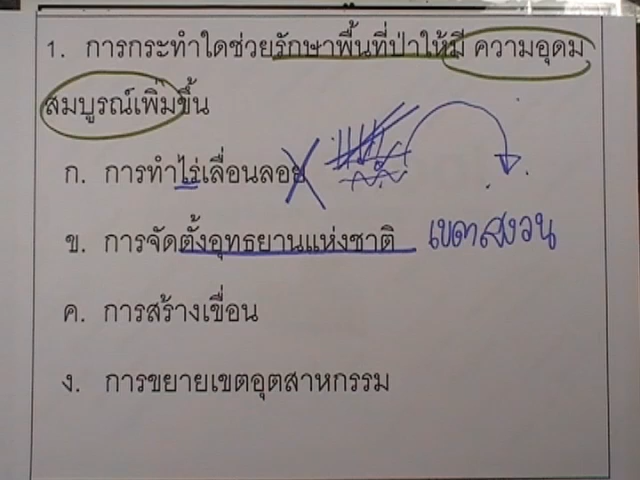 1. การกระทำใดช่วยรักษาพื้นที่ป่าให้มี ความอุดม
สมบูรณ์เพิ่มขึ้น
ก. การทำไร่เลื่อนลอย
ข. การจัดตั้งอุทธยานแห่งชาติ เขตสงวน
ค. การสร้างเขื่อน
ง. การขยายเขตอุตสาหกรรม